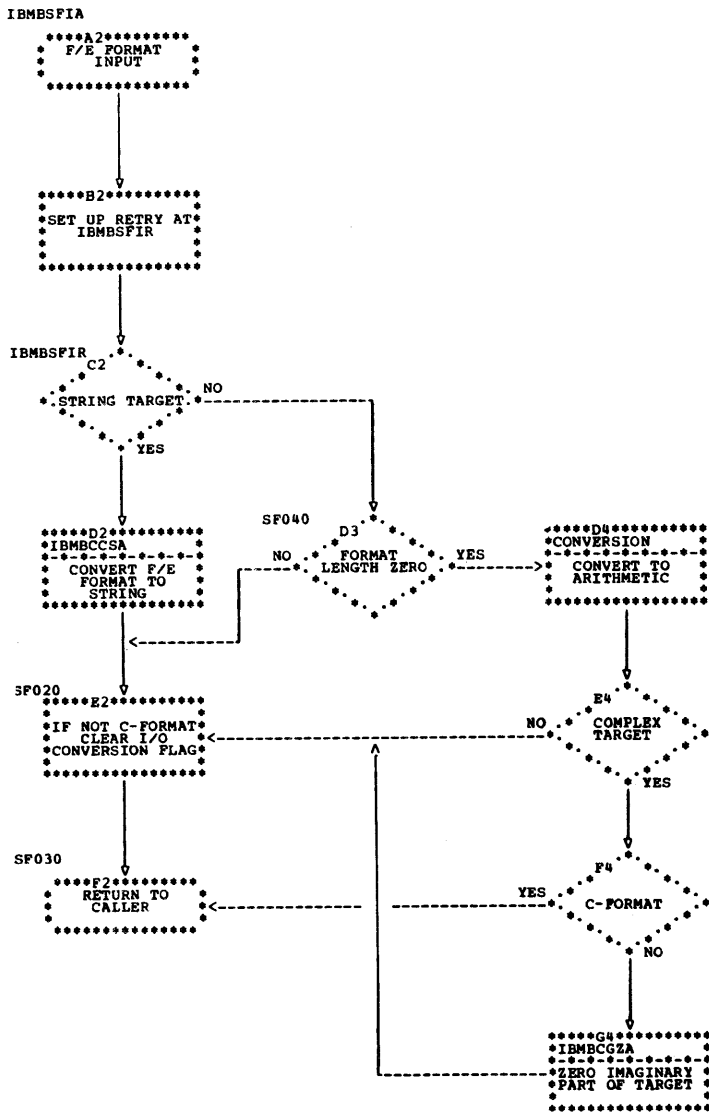 IBMBSFIA
A2
F/E FORMAT
INPUT
B2
SET UP RETRY AT
IBMBSFIR
IBMBSFIR
C2
STRING TARGET
NO
YES
D2
IBMBCCSA
CONVERT F/E
FORMAT TO
STRING
SF040
D3
FORMAT
LENGTH ZERO
NO
YES
D4
CONVERSION
CONVERT TO
ARITHMETIC
SF020
E2
IF NOT C-FORMAT
CLEAR I/O
CONVERSION FLAG
E4
COMPLEX
TARGET
NO
YES
SF030
F2
RETURN TO
CALLER
F4
C-FORMAT
YES
NO
G4
IBMBCGZA
ZERO IMAGINARY
PART OF TARGET